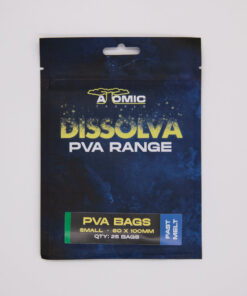 ATOMIC
DISSOLVA
PVA RANGE
PVA BAGS
SMALL - 60 X 100MM
QTY: 25 BAGS
FAST
MELT